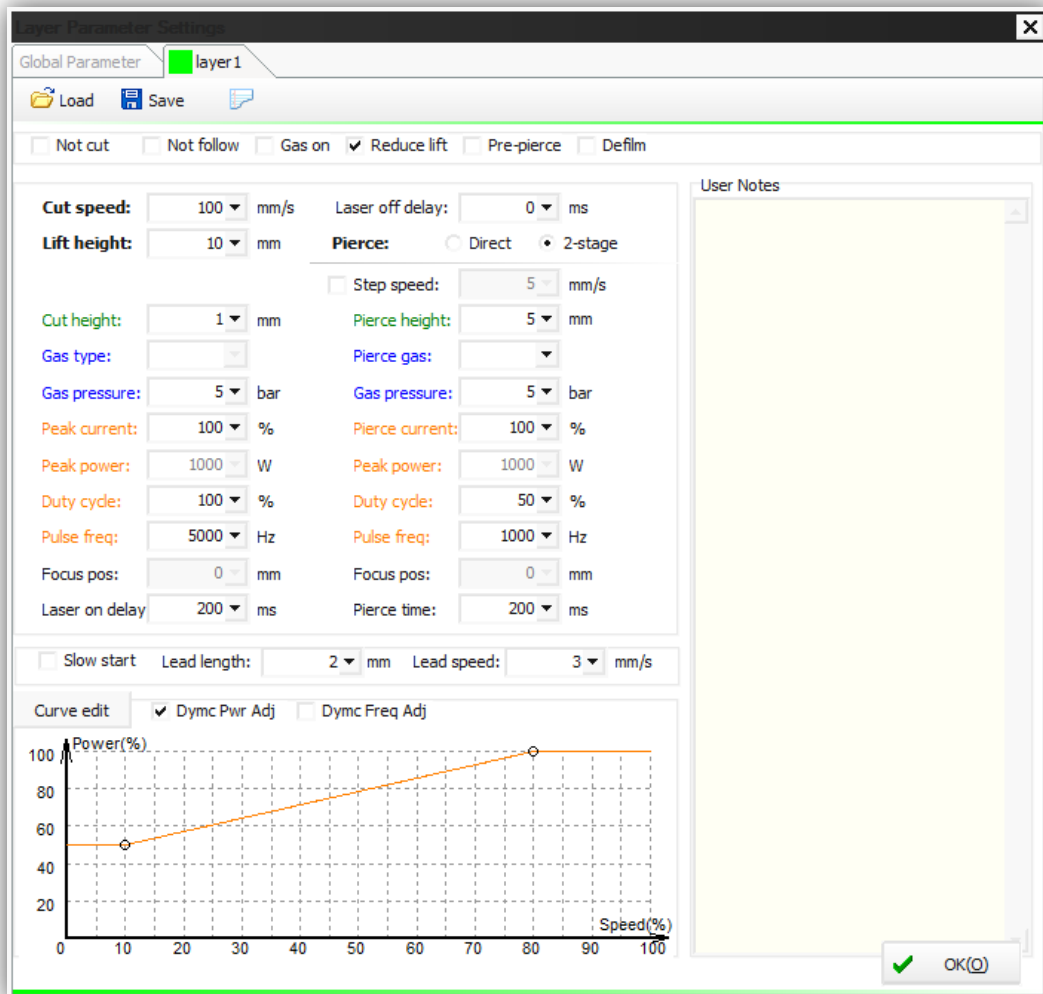 Layer Parameter Settings
Global Parameter layer1
Load Save
Not cut Not follow Gas on Reduce lift Pre-pierce Defilm
User Notes
Cut speed: 100 mm/s Laser off delay: 0 ms
Lift height: 10 mm Pierce: Direct 2-stage
Step speed: 5 mm/s
Cut height: 1 mm Pierce height: 5 mm
Gas type: Pierce gas:
Gas pressure: 5 bar Gas pressure: 5 bar
Peak current: 100 % Pierce current: 100 %
Peak power: 1000 W Peak power: 1000 W
Duty cycle: 100 % Duty cycle: 50 %
Pulse freq: 5000 Hz Pulse freq: 1000 Hz
Focus pos: 0 mm Focus pos: 0 mm
Laser on delay 200 ms Pierce time: 200 ms
Slow start Lead length: 2 mm Lead speed: 3 mm/s
Curve edit Dymc Pwr Adj Dymc Freq Adj
Power(%)
100
80
60
40
20
Speed(%)
0 10 20 30 40 50 60 70 80 90 100
OK(O)